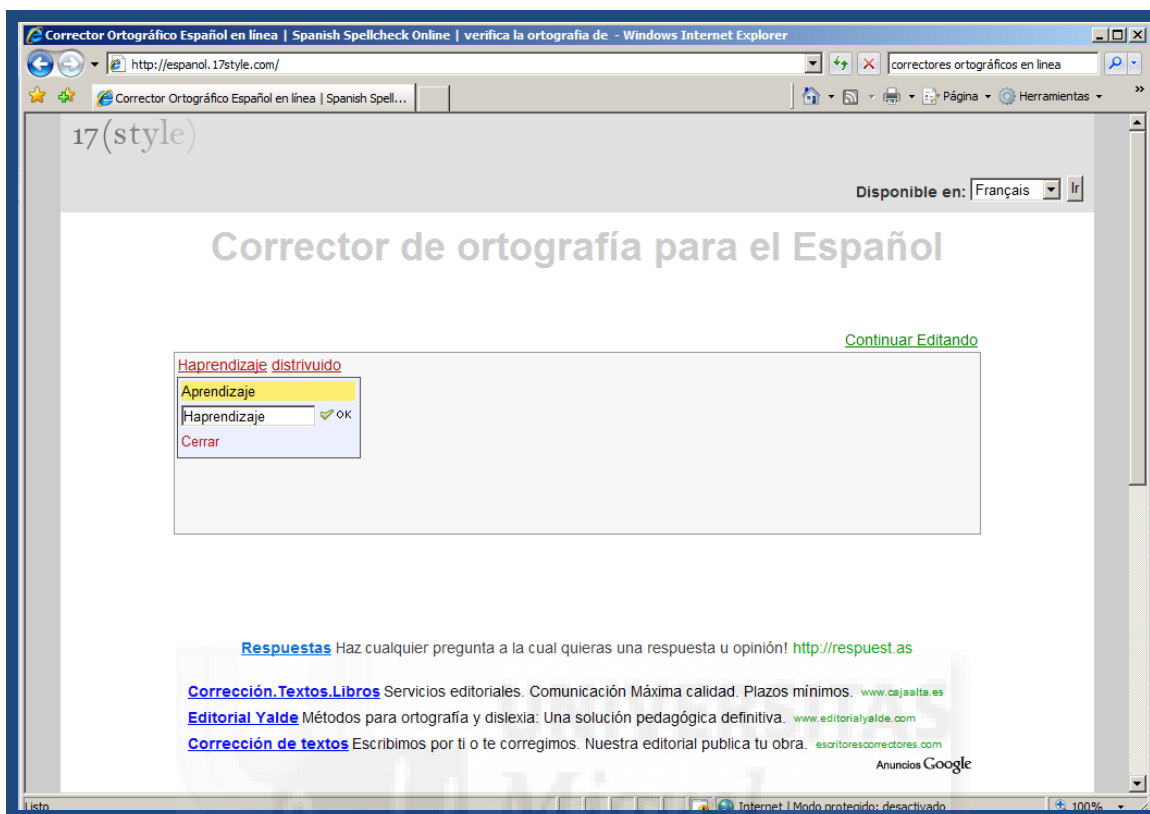 Corrector Ortográfico Español en línea | Spanish Spellcheck Online | verifica la ortografia de - Windows Internet Explorer
http://espanol.17style.com/ correctores ortográficos en linea
Corrector Ortográfico Español en línea | Spanish Spell... Página Herramientas »
17(style)
Disponible en: Français Ir
Corrector de ortografía para el Español
Continuar Editando
Haprendizaje distrivuido
Aprendizaje
Haprendizaje OK
Cerrar
Respuestas Haz cualquier pregunta a la cual quieras una respuesta u opinión! http://respuest.as
Corrección.Textos.Libros Servicios editoriales. Comunicación Máxima calidad. Plazos mínimos. www.cajaalta.es
Editorial Yalde Métodos para ortografía y dislexia: Una solución pedagógica definitiva. www.editorialyalde.com
Corrección de textos Escribimos por ti o te corregimos. Nuestra editorial publica tu obra. escritorescorrectores.com
Anuncios Google
UNIVERSITAS
Miguel
Listo Internet | Modo protegido: desactivado 100%